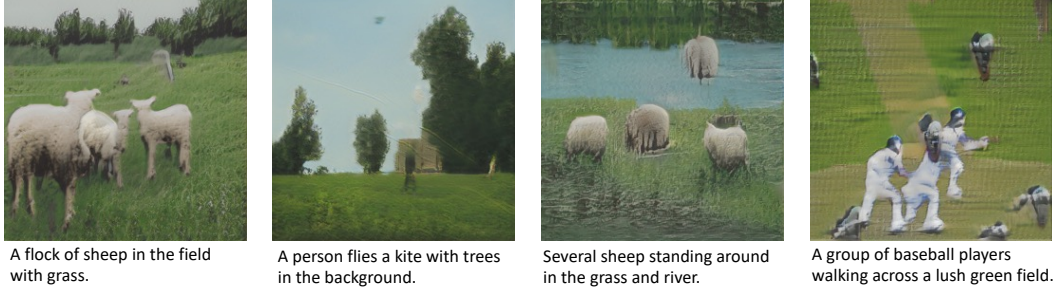 A flock of sheep in the field
with grass.
A person flies a kite with trees
in the background.
Several sheep standing around
in the grass and river.
A group of baseball players
walking across a lush green field.